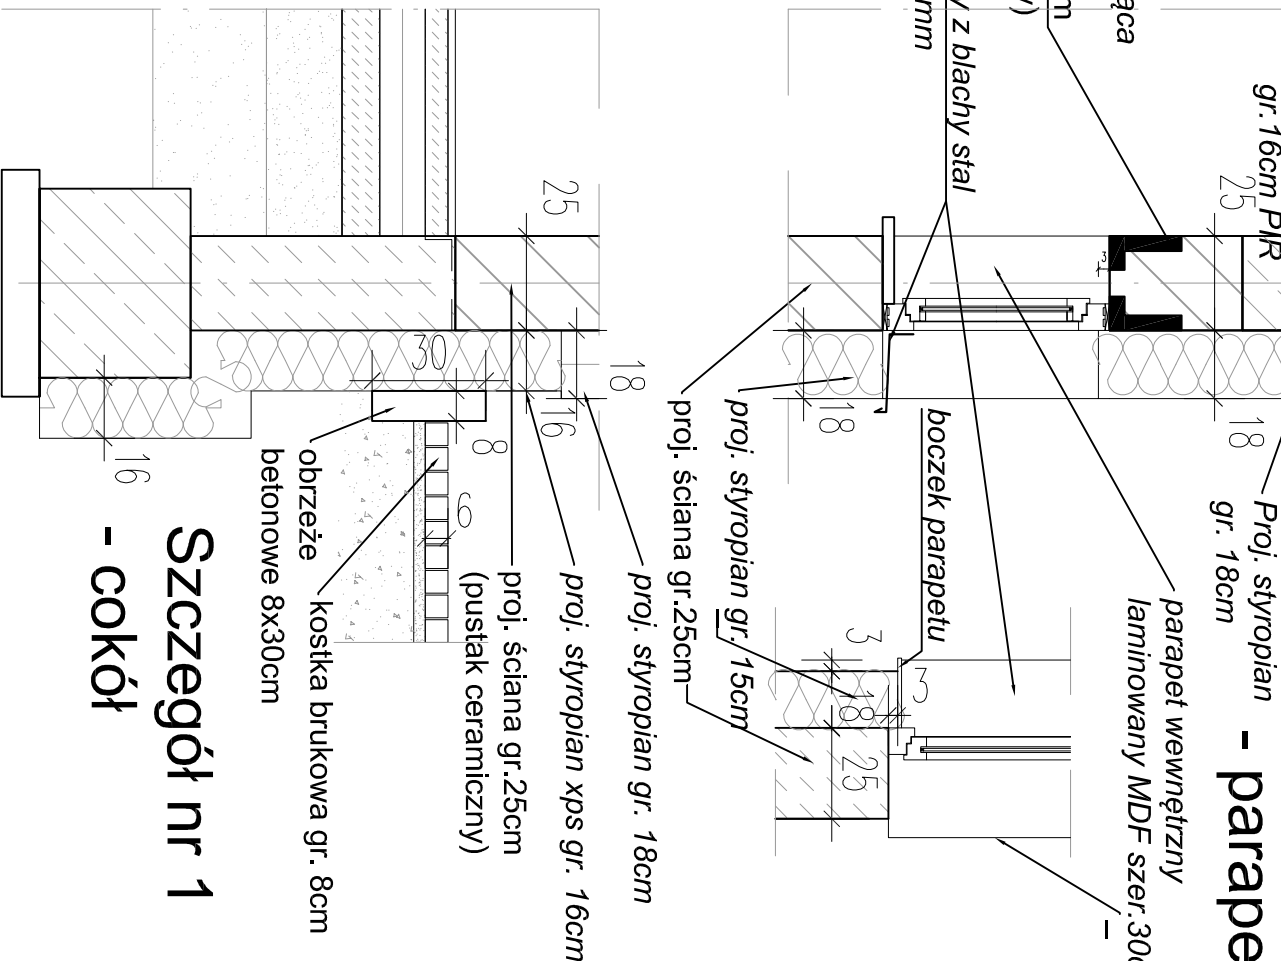 Szczegół nr 1
- cokół
- parape
gr.16cm PIR
25
18
Proj. styropian
gr. 18cm
parapet wewnętrzny
laminowany MDF szer.30
ąca
m
y)
y z blachy stal
mm
3
18
boczek parapetu
proj. styropian gr. 15cm
proj. ściana gr.25cm
3
3
18
25
25
30
18
16
8
6
16
proj. styropian gr. 18cm
proj. styropian xps gr. 16cm
proj. ściana gr.25cm
(pustak ceramiczny)
kostka brukowa gr. 8cm
obrzeże
betonowe 8x30cm